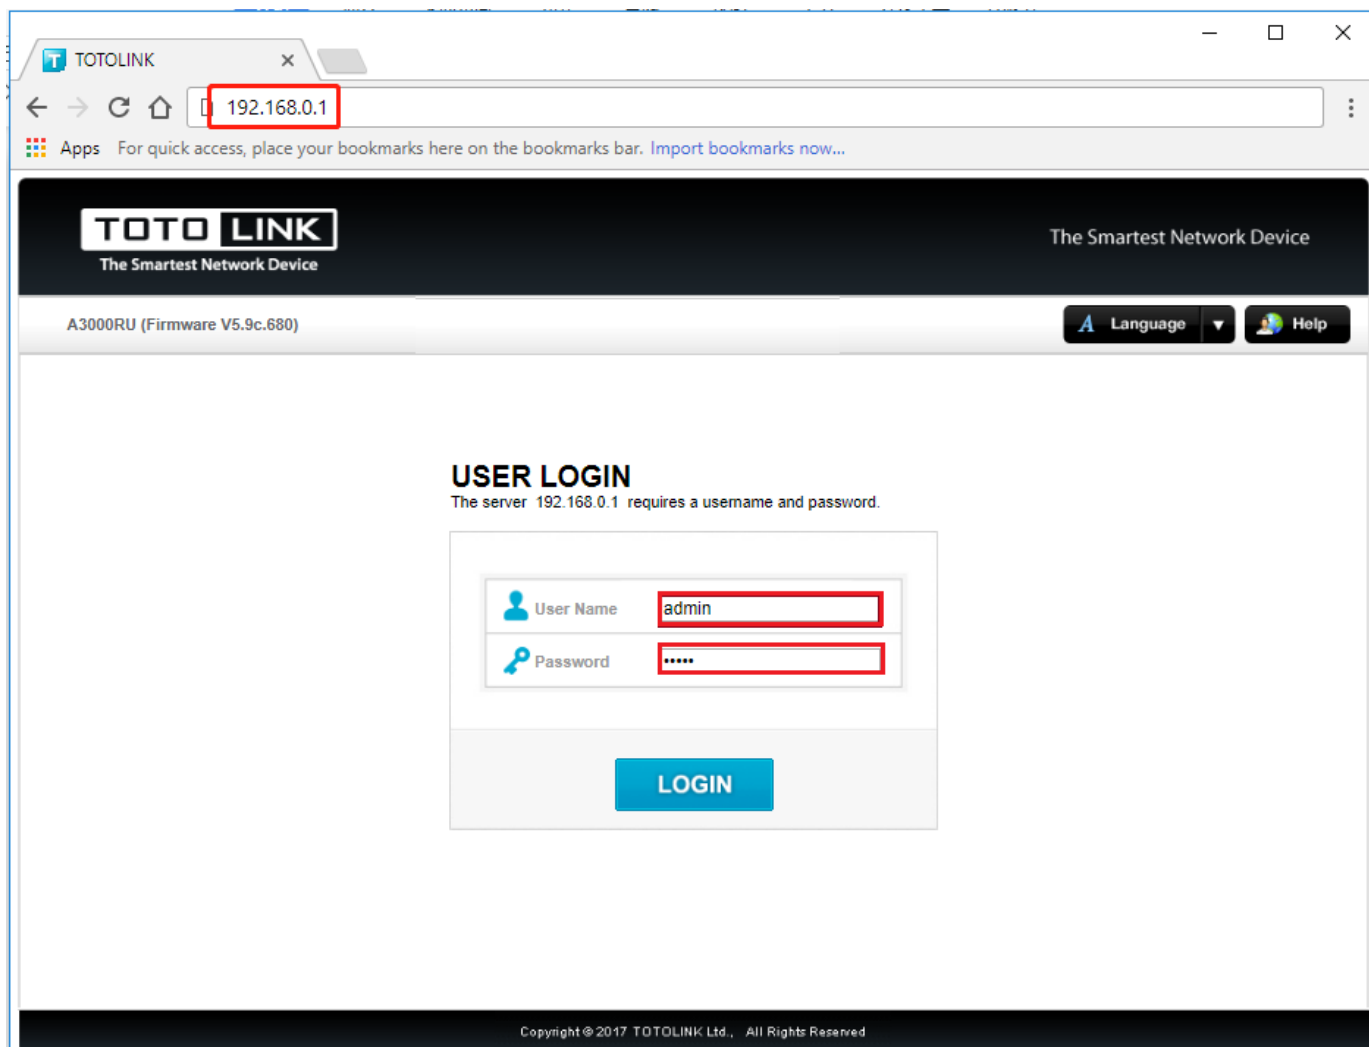 TOTOLINK
192.168.0.1
Apps For quick access, place your bookmarks here on the bookmarks bar. Import bookmarks now...
TOTO LINK
The Smartest Network Device
The Smartest Network Device
A3000RU (Firmware V5.9c.680)
A Language
Help
USER LOGIN
The server 192.168.0.1 requires a username and password.
User Name admin
Password •••••
LOGIN
Copyright © 2017 TOTOLINK Ltd., All Rights Reserved